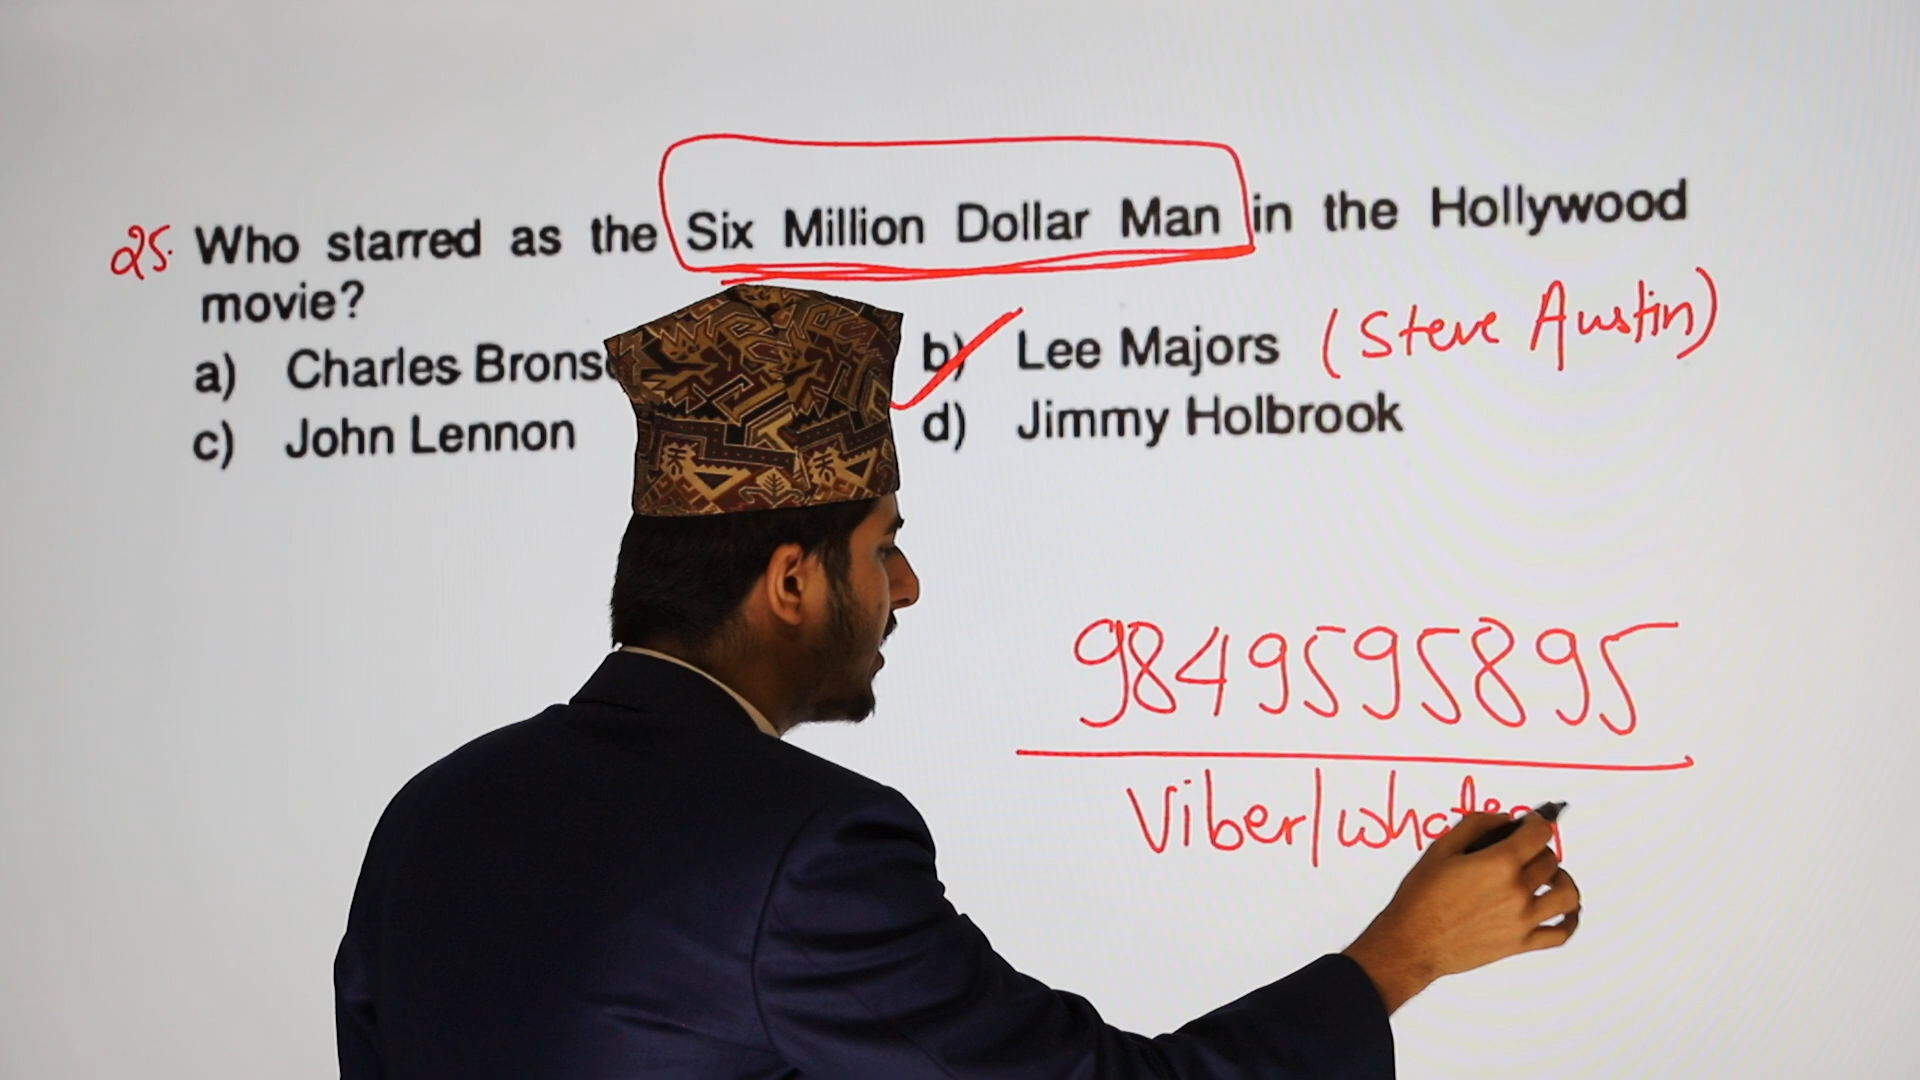 25. Who starred as the Six Million Dollar Man in the Hollywood
movie?
a) Charles b) Lee Majors (Steve Austin)
c) John Lennon d) Jimmy Holbrook
9849595895
Viber/